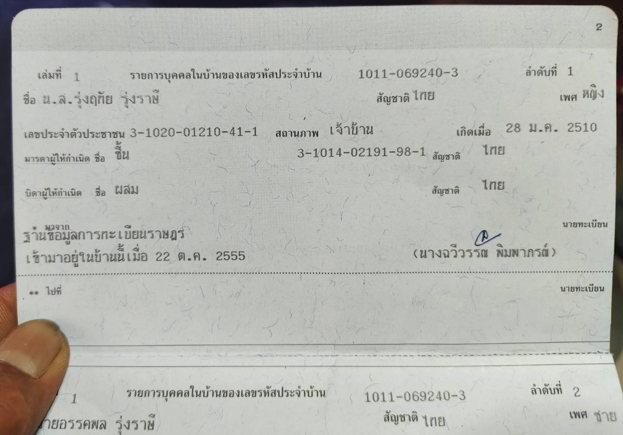 2
เล่มที่ 1 รายการบุคคลในบ้านของเลขรหัสประจำบ้าน 1011-069240-3 ลำดับที่ 1
ชื่อ น.ส.รุ่งฤทัย รุ่งราษี สัญชาติ ไทย เพศ หญิง
เลขประจำตัวประชาชน 3-1020-01210-41-1 สถานภาพ เจ้าบ้าน เกิดเมื่อ 28 ม.ค. 2510
มารดาผู้ให้กำเนิด ชื่อ ชื้น 3-1014-02191-98-1 สัญชาติ ไทย
บิดาผู้ให้กำเนิด ชื่อ ผสม สัญชาติ ไทย
มาจาก นายทะเบียน
ฐานข้อมูลการทะเบียนราษฎร
เข้ามาอยู่ในบ้านนี้เมื่อ 22 ต.ค. 2555 (นางฉวีวรรณ พิมพาภรณ์)
** ไปที่ นายทะเบียน
1 รายการบุคคลในบ้านของเลขรหัสประจำบ้าน 1011-069240-3 ลำดับที่ 2
ายอรรคพล รุ่งราษี สัญชาติ ไทย เพศ ชาย